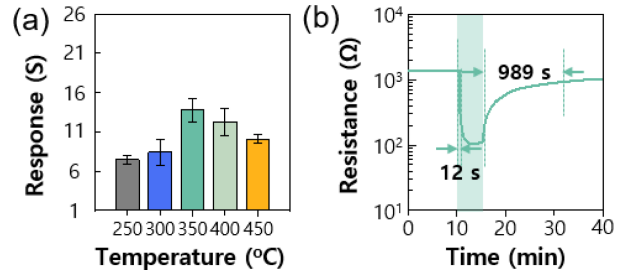 (a)
Response (S)
26
21
16
11
6
1
250 300 350 400 450
Temperature (ºC)
(b)
Resistance (Ω)
10⁴
10³
10²
10¹
989 s
12 s
0 10 20 30 40
Time (min)